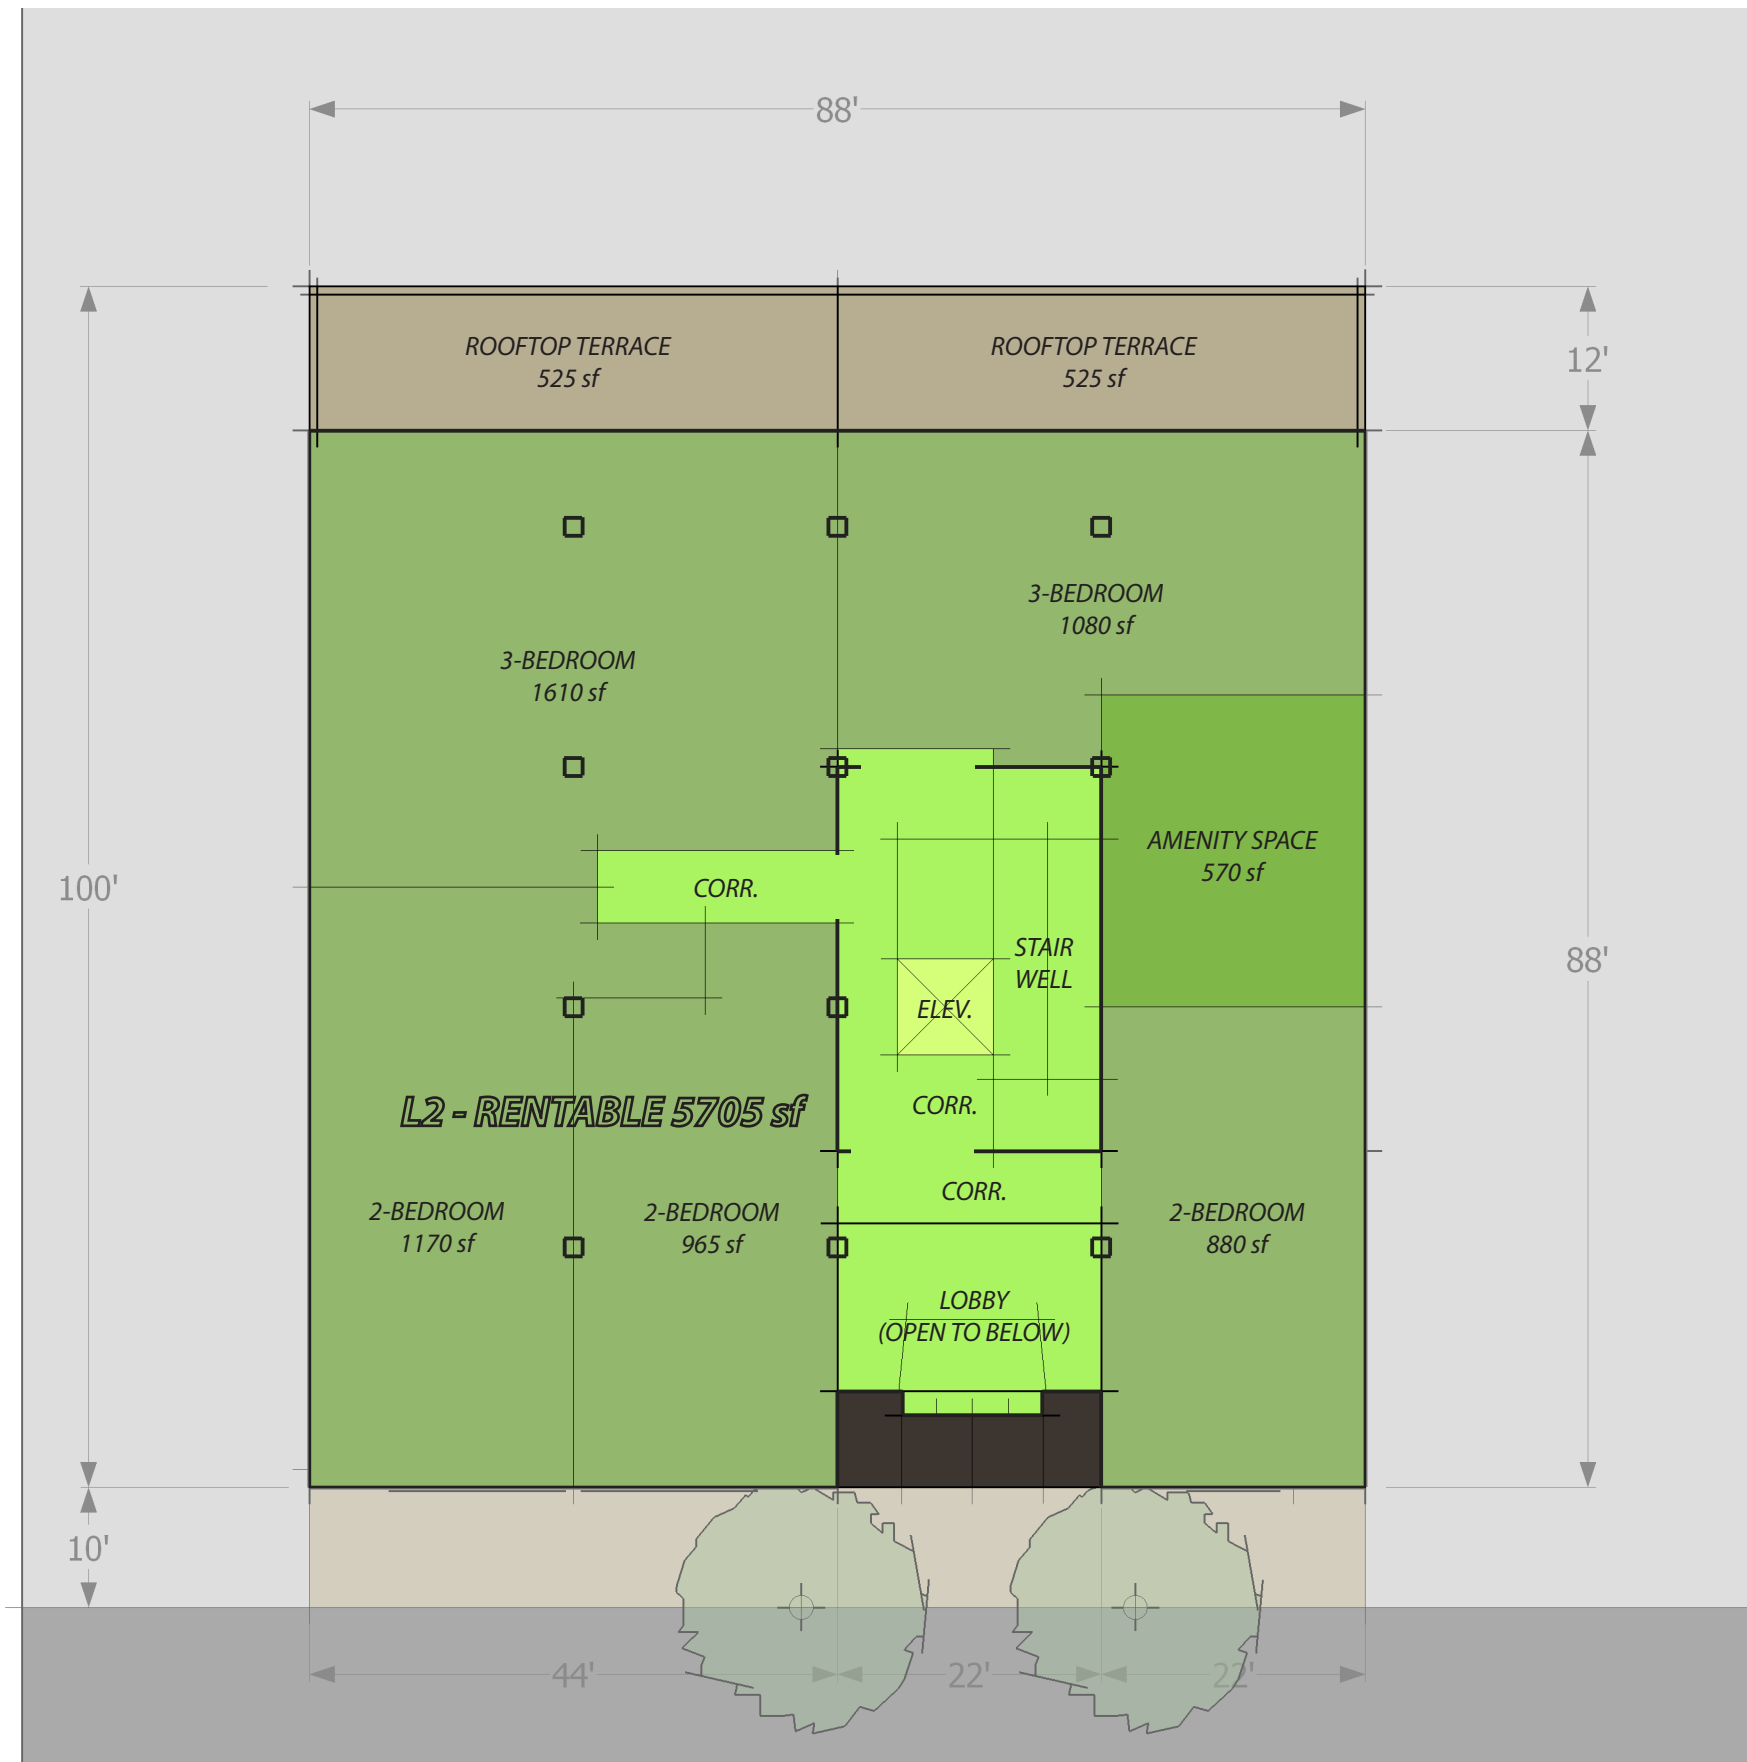 88'
ROOFTOP TERRACE
525 sf
ROOFTOP TERRACE
525 sf
12'
3-BEDROOM
1080 sf
3-BEDROOM
1610 sf
AMENITY SPACE
570 sf
100'
CORR.
STAIR
WELL
88'
ELEV.
L2 - RENTABLE 5705 sf
CORR.
CORR.
2-BEDROOM
1170 sf
2-BEDROOM
965 sf
2-BEDROOM
880 sf
LOBBY
(OPEN TO BELOW)
10'
44'
22'
22'